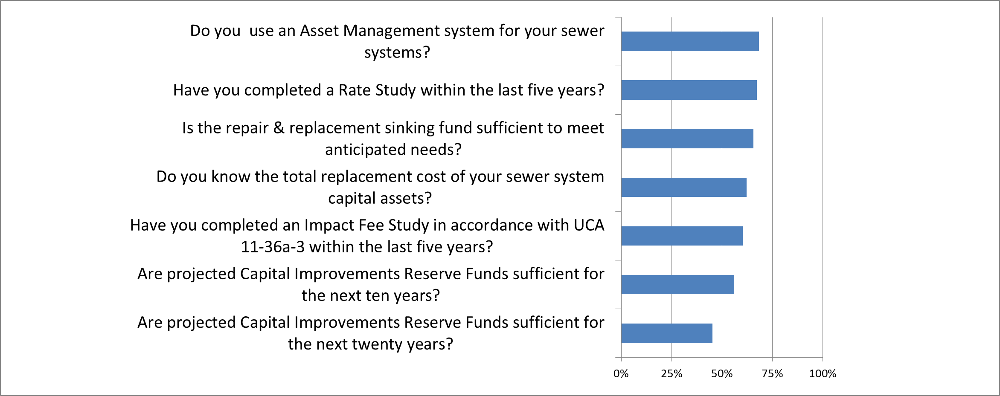 Do you  use an Asset Management system for your sewer
systems?
Have you completed a Rate Study within the last five years?
Is the repair & replacement sinking fund sufficient to meet
anticipated needs?
Do you know the total replacement cost of your sewer system
capital assets?
Have you completed an Impact Fee Study in accordance with UCA
11-36a-3 within the last five years?
Are projected Capital Improvements Reserve Funds sufficient for
the next ten years?
Are projected Capital Improvements Reserve Funds sufficient for
the next twenty years?
0% 25% 50% 75% 100%